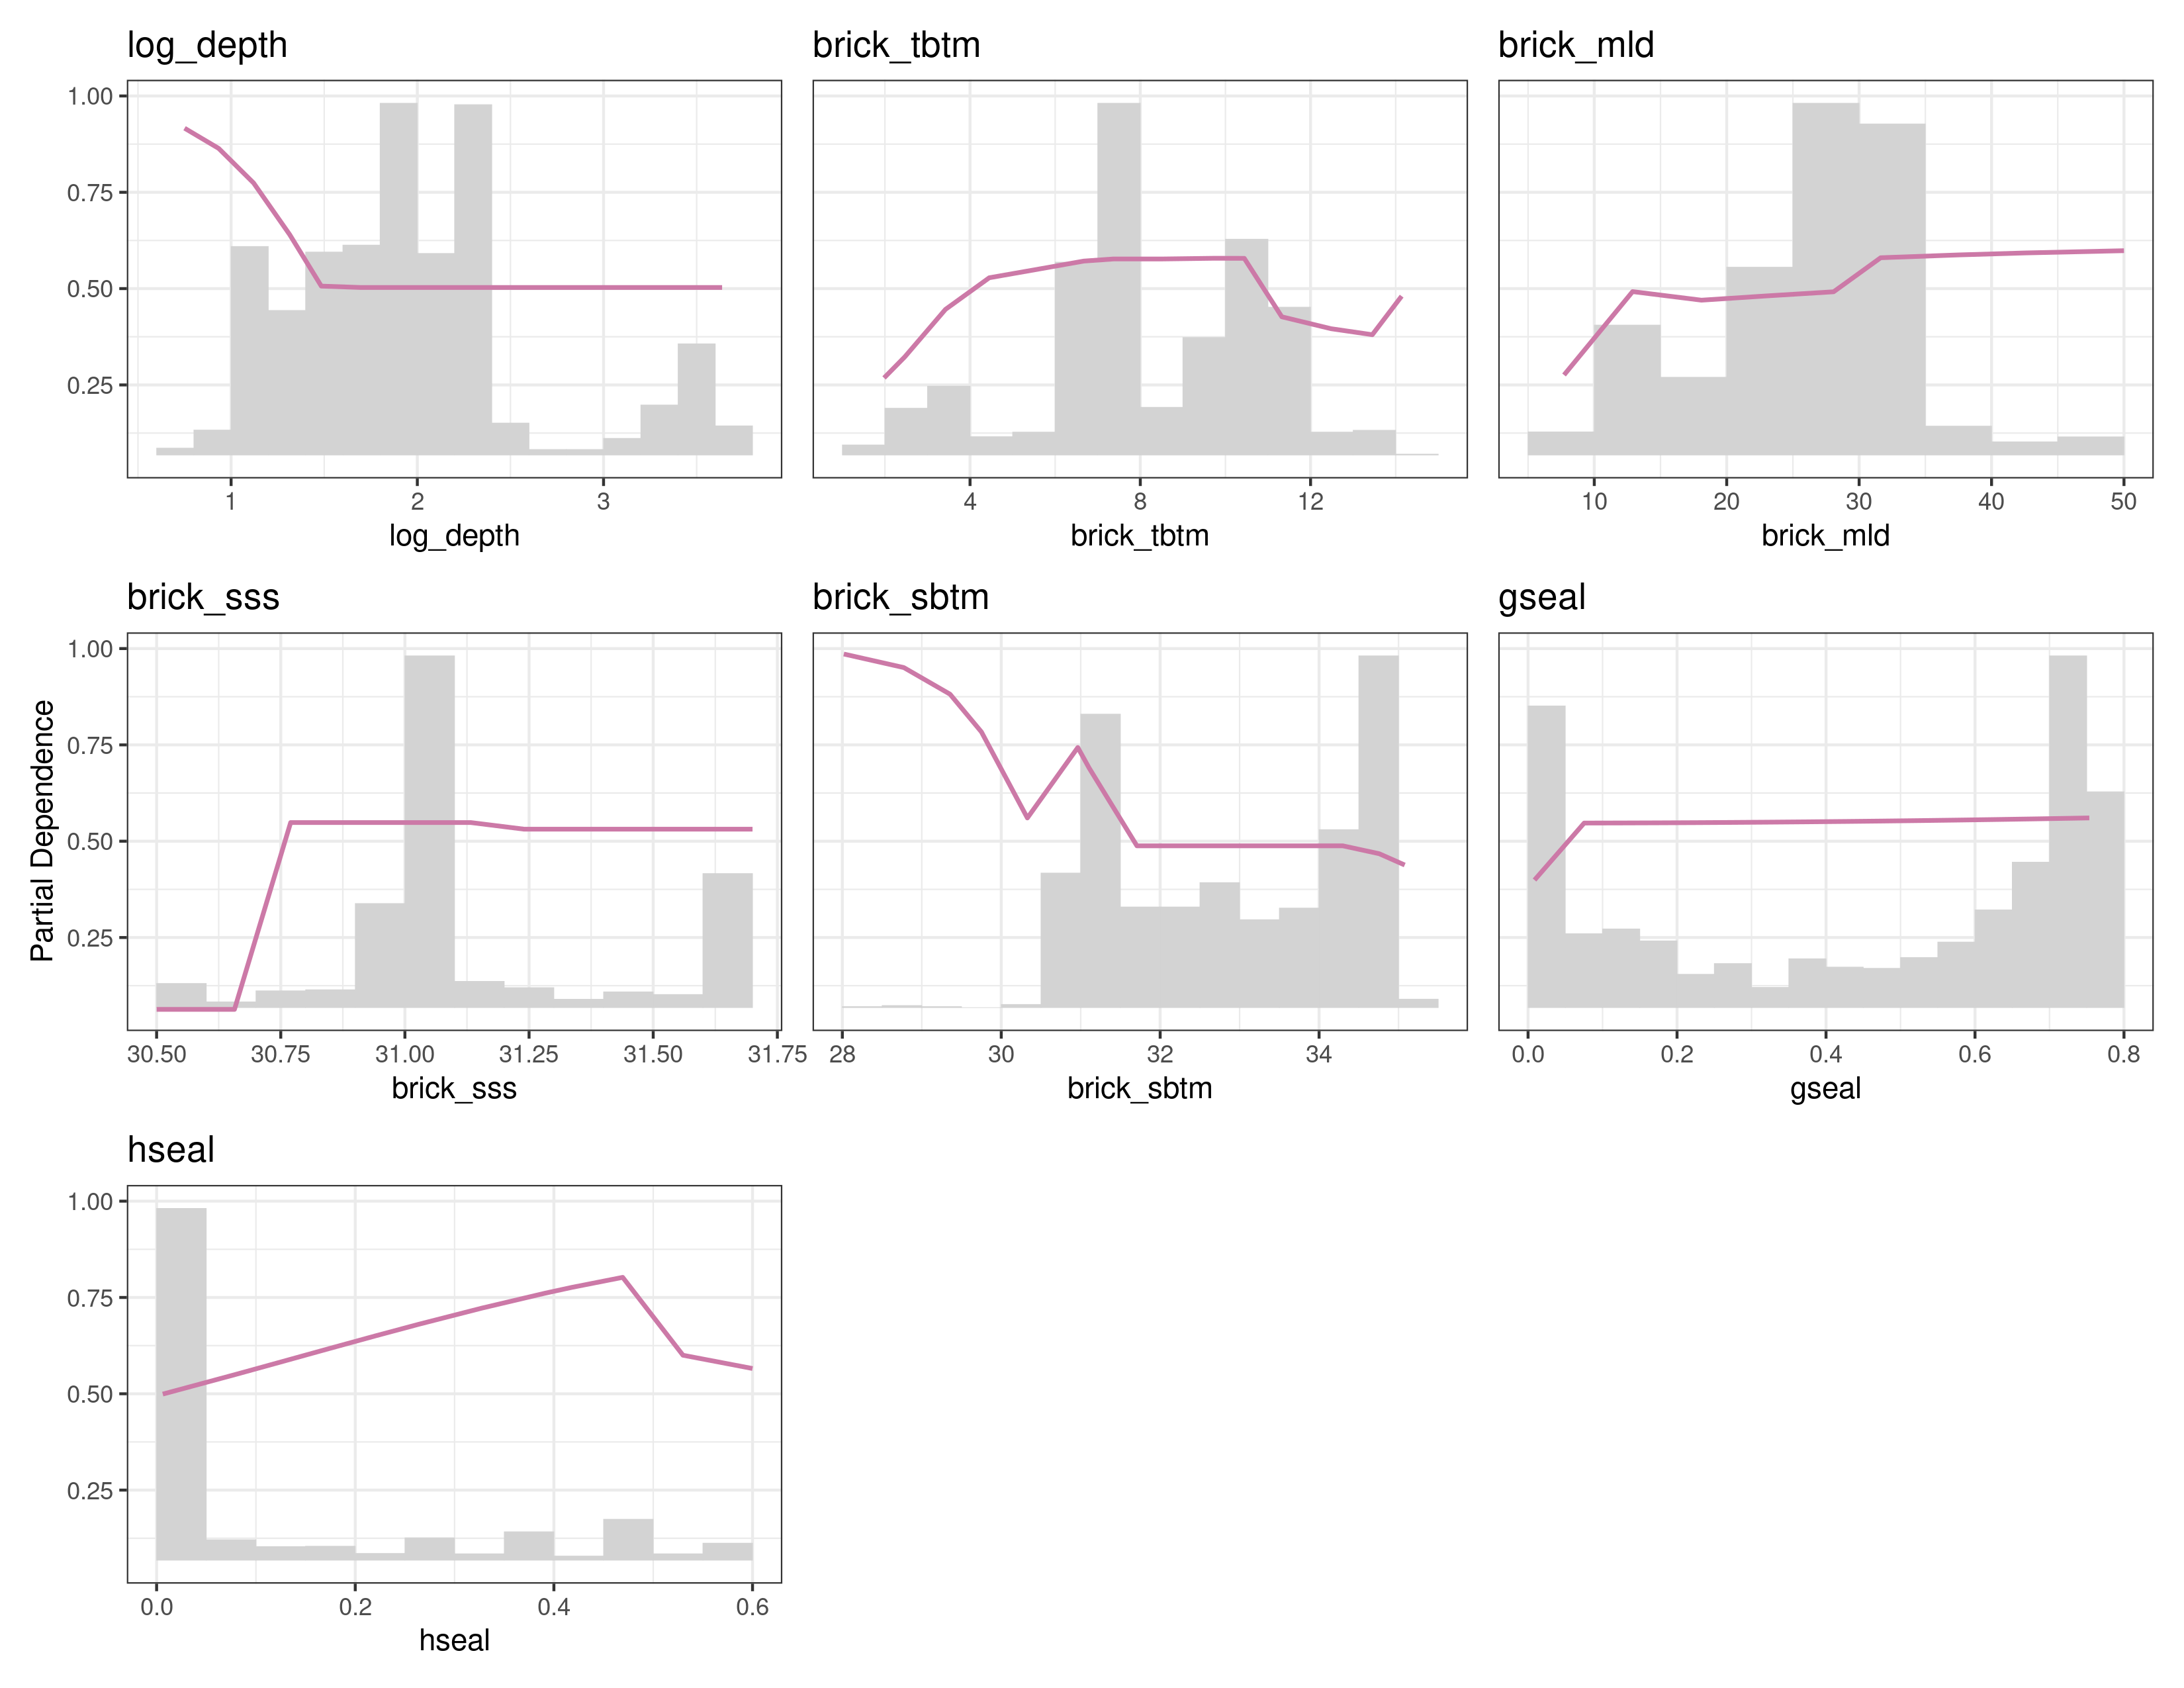 log_depth
brick_tbtm
brick_mld
1.00
0.75
0.50
0.25
1 2 3
4 8 12
10 20 30 40 50
log_depth
brick_tbtm
brick_mld
brick_sss
brick_sbtm
gseal
Partial Dependence
1.00
0.75
0.50
0.25
30.50 30.75 31.00 31.25 31.50 31.75
28 30 32 34
0.0 0.2 0.4 0.6 0.8
brick_sss
brick_sbtm
gseal
hseal
1.00
0.75
0.50
0.25
0.0 0.2 0.4 0.6
hseal